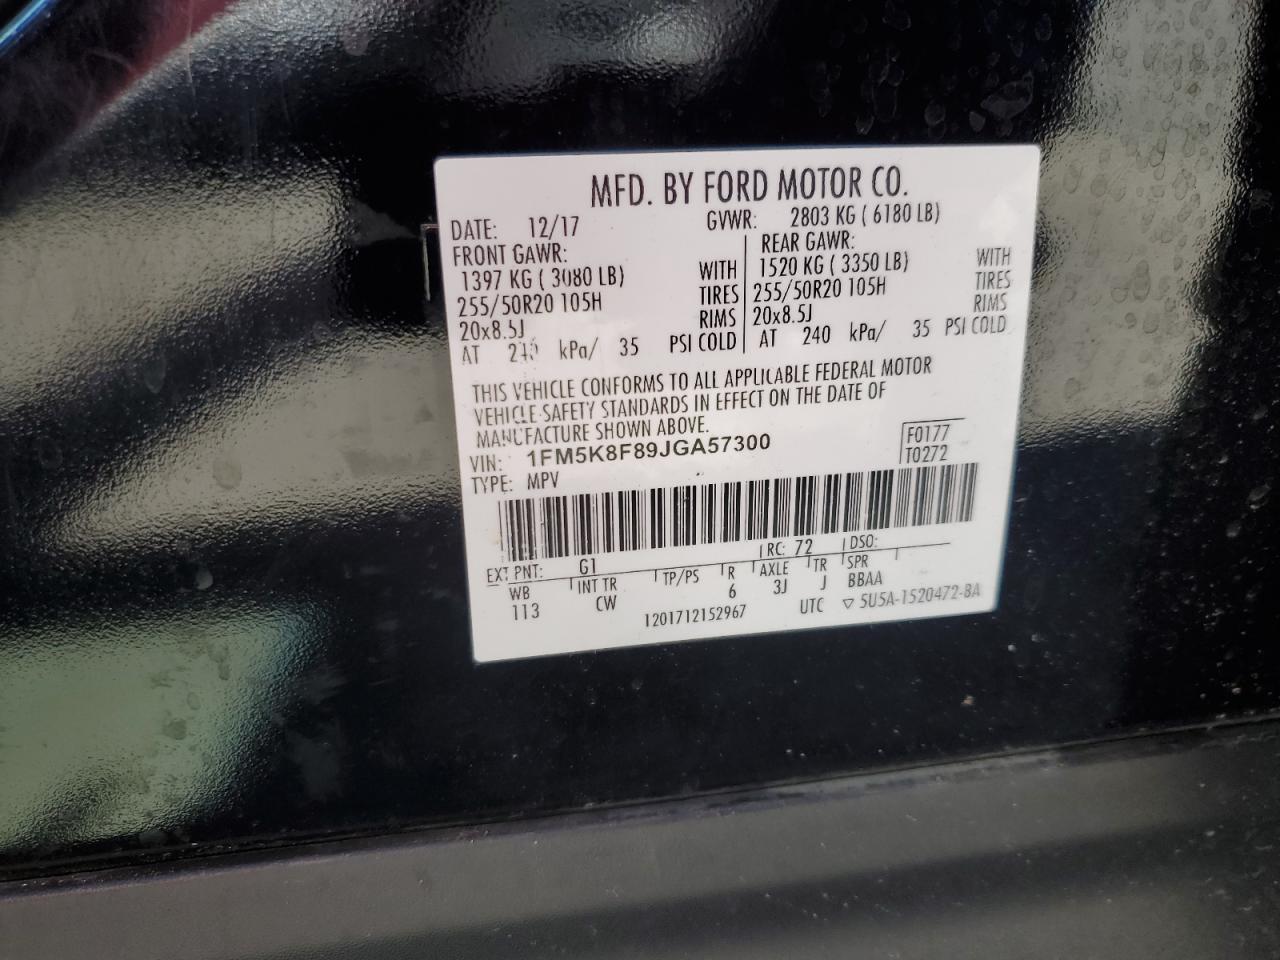 MFD. BY FORD MOTOR CO.
DATE: 12/17 GVWR: 2803 KG ( 6180 LB)
FRONT GAWR: REAR GAWR:
1397 KG ( 3080 LB) WITH 1520 KG ( 3350 LB) WITH
255/50R20 105H TIRES 255/50R20 105H TIRES
20x8.5J RIMS 20x8.5J RIMS
AT 240 kPa/ 35 PSI COLD AT 240 kPa/ 35 PSI COLD
THIS VEHICLE CONFORMS TO ALL APPLICABLE FEDERAL MOTOR
VEHICLE SAFETY STANDARDS IN EFFECT ON THE DATE OF
MANUFACTURE SHOWN ABOVE.
VIN: 1FM5K8F89JGA57300 F0177
TYPE: MPV T0272
EXT PNT: G1 RC: 72 DSO:
WB INT TR TP/PS R AXLE TR SPR
113 CW 6 3J J BBAA
1201712152967 UTC ▽ 5U5A-1520472-BA